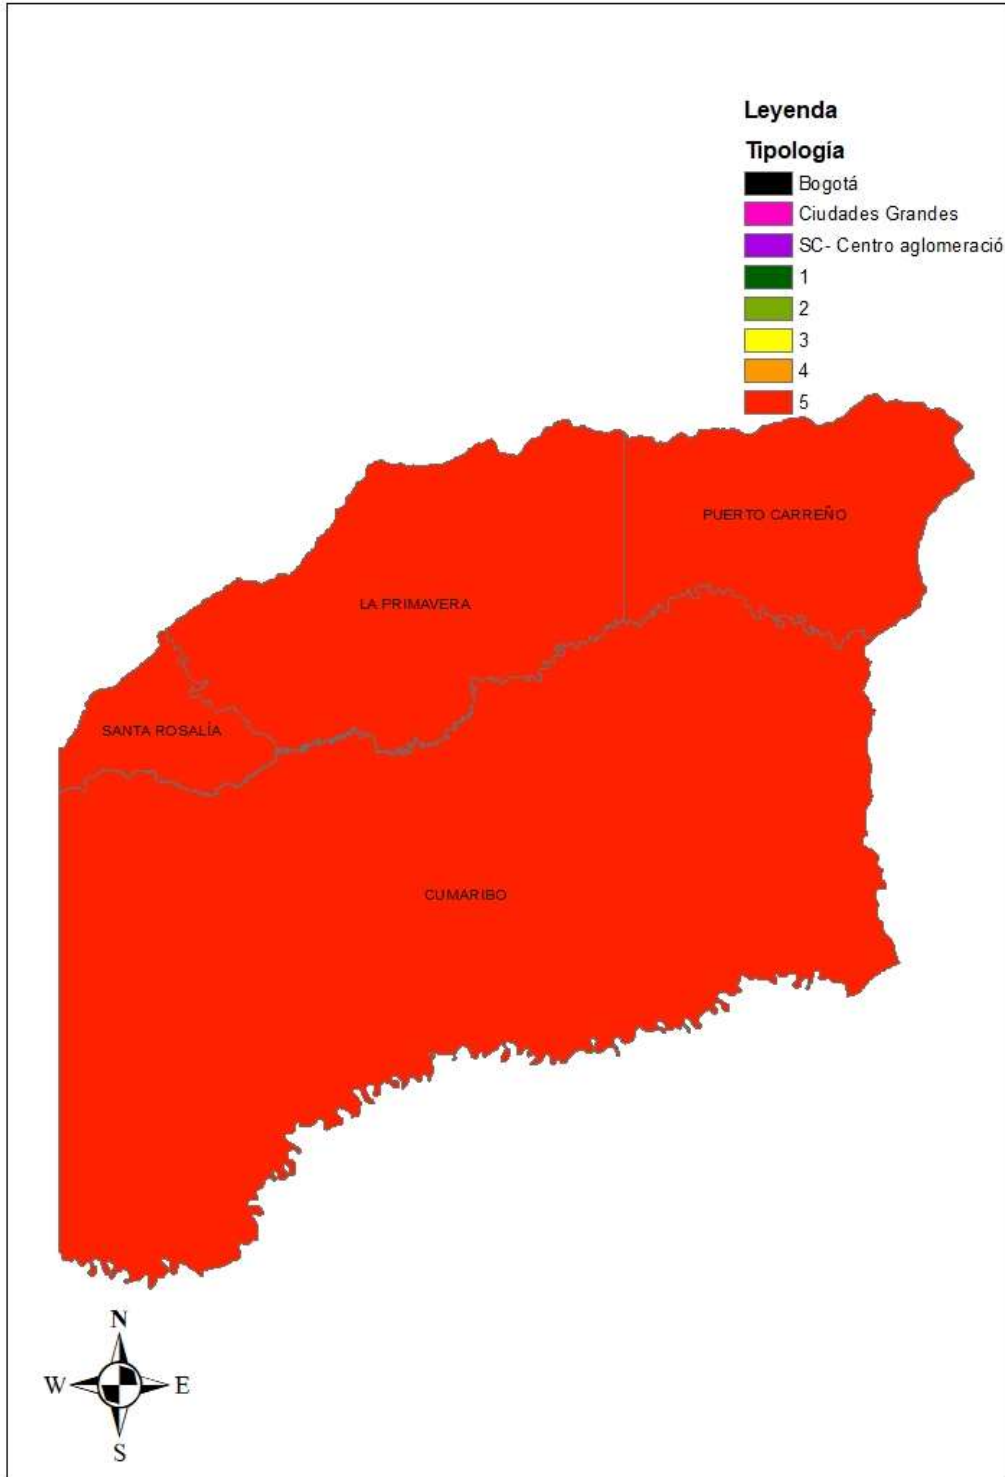 Leyenda
Tipología
Bogotá
Ciudades Grandes
SC- Centro aglomeració
1
2
3
4
5
PUERTO CARREÑO
LA PRIMAVERA
SANTA ROSALÍA
CUMARIBO
N
W E
S